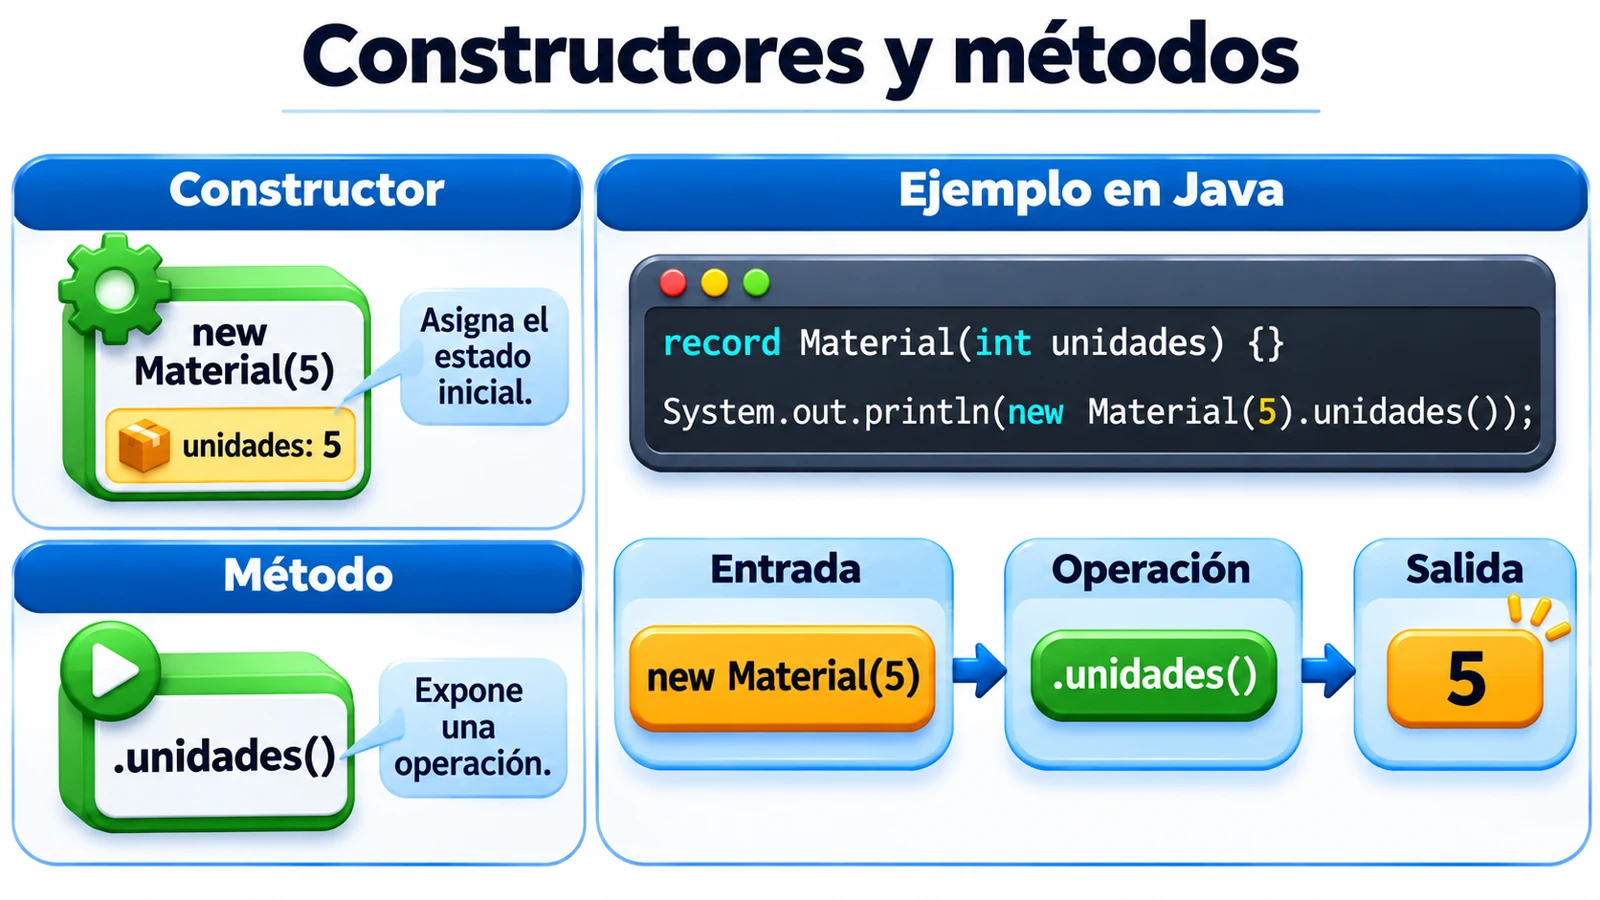 Constructores y métodos
Constructor
new
Material(5)
unidades: 5
Asigna el
estado
inicial.
Método
.unidades()
Expone
una
operación.
Ejemplo en Java
record Material(int unidades) {}
System.out.println(new Material(5).unidades());
Entrada
new Material(5)
Operación
.unidades()
Salida
5